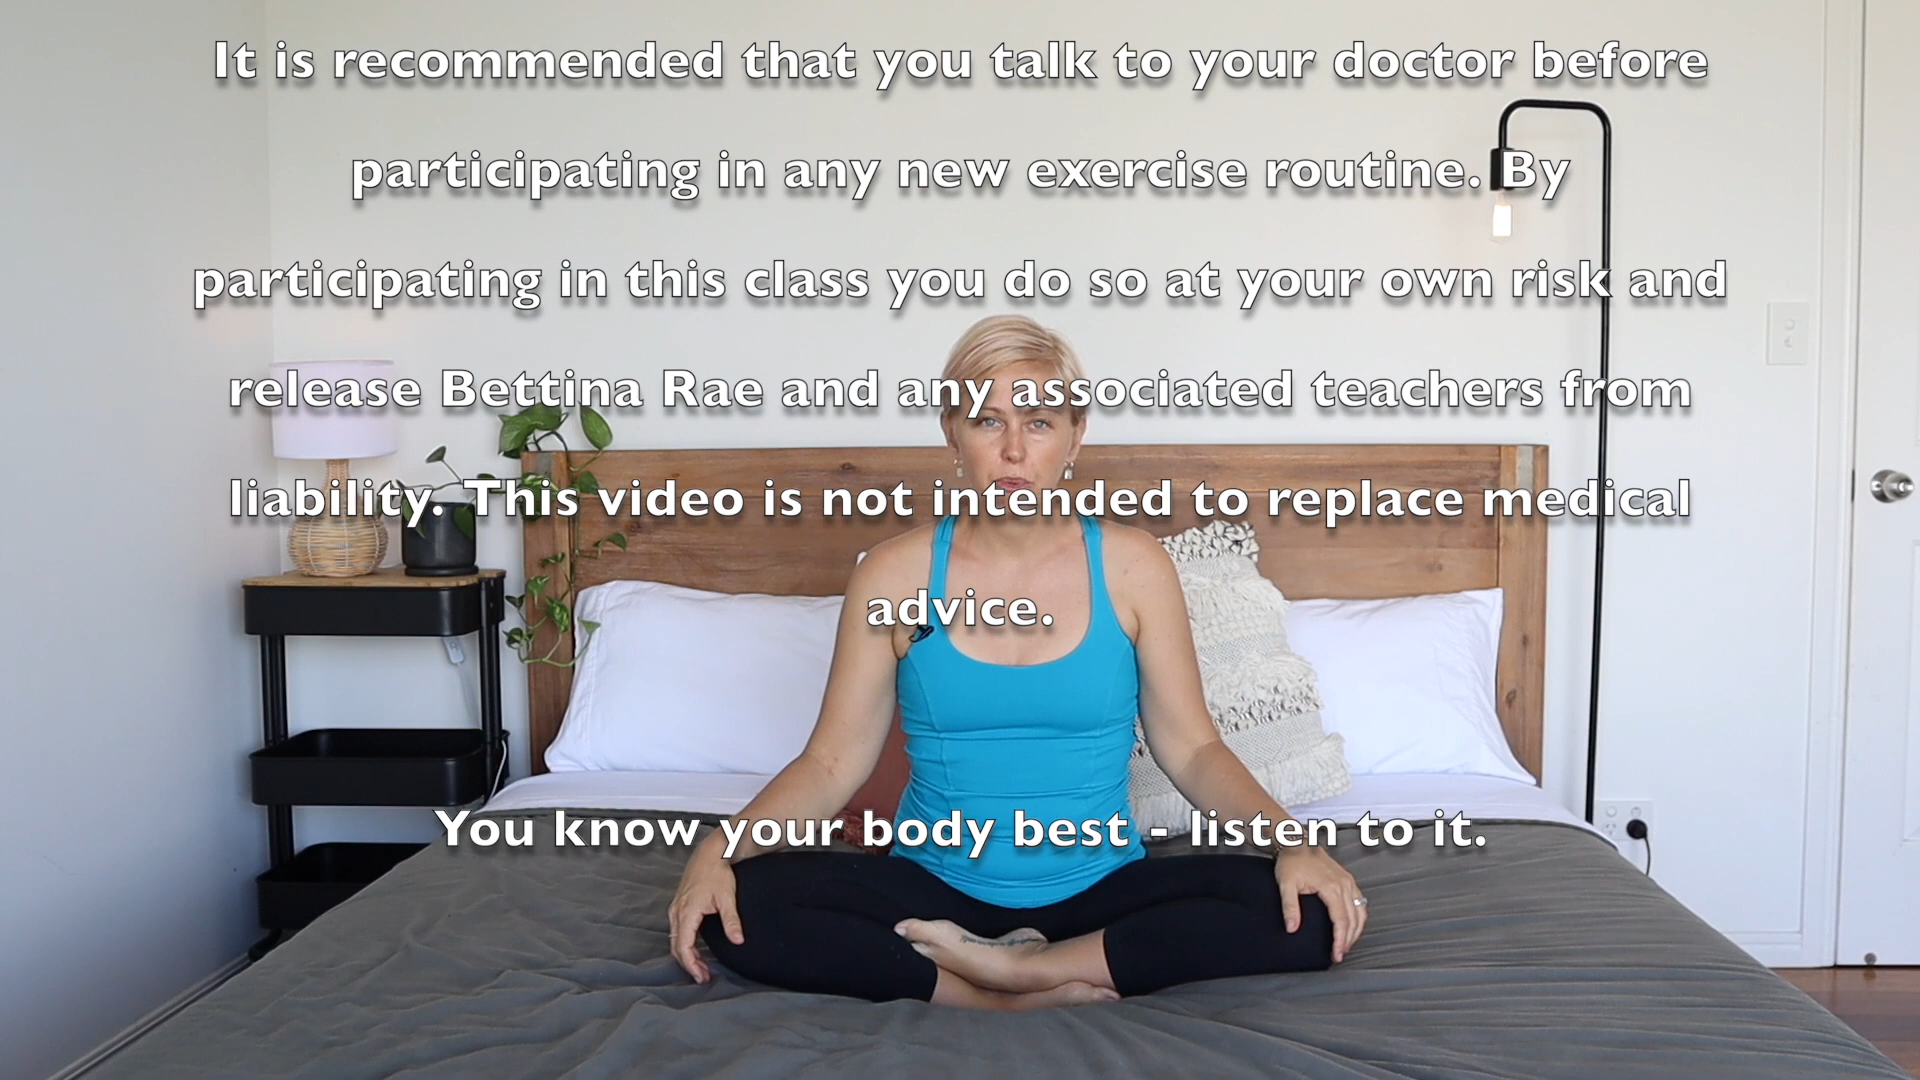 It is recommended that you talk to your doctor before
participating in any new exercise routine. By
participating in this class you do so at your own risk and
release Bettina Rae and any associated teachers from
liability. This video is not intended to replace medical
advice.
You know your body best - listen to it.